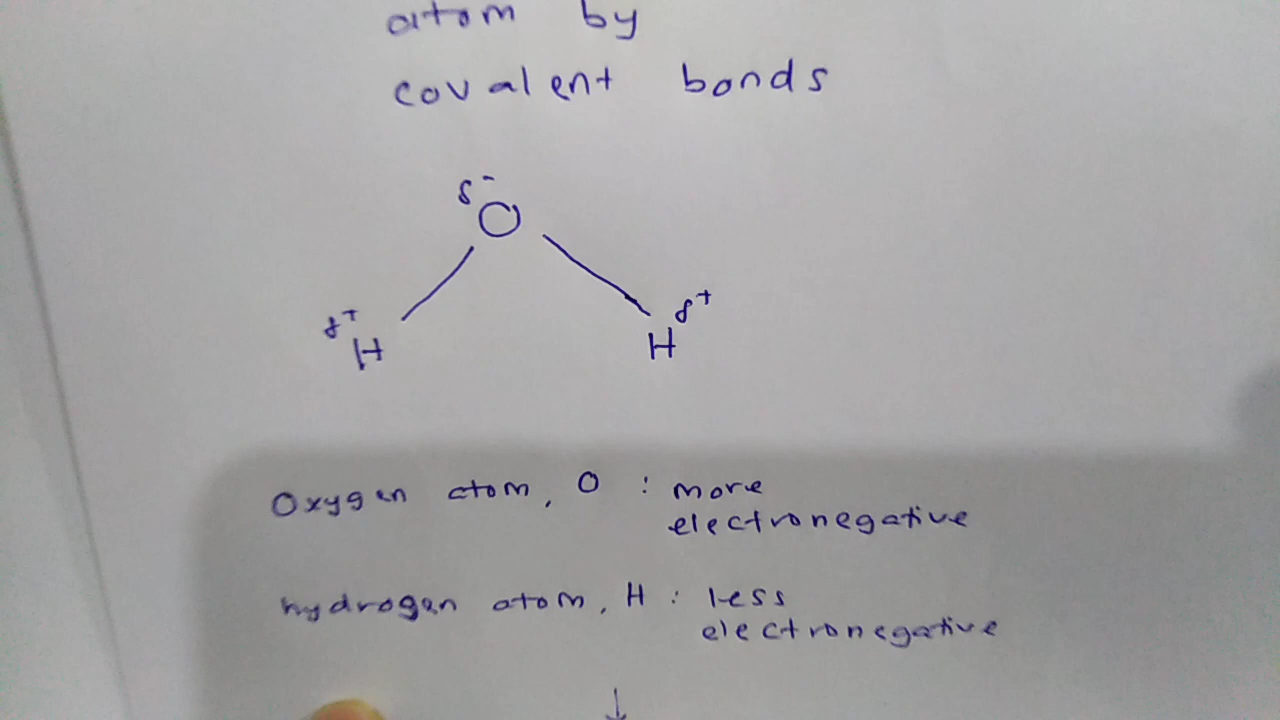 atom by
covalent bonds
δ-
O
δ+
H
δ+
H
Oxygen atom, O : more
electronegative
hydrogen atom, H : less
electronegative
↓